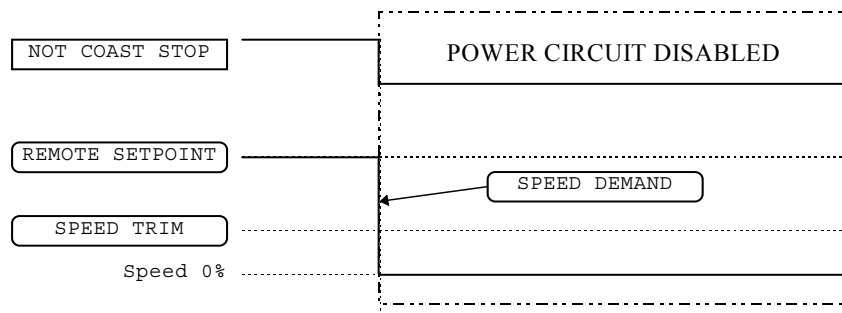 NOT COAST STOP
POWER CIRCUIT DISABLED
REMOTE SETPOINT
SPEED DEMAND
SPEED TRIM
Speed 0%